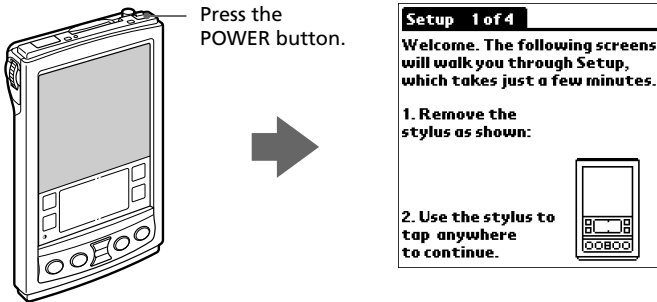 Press the
POWER button.
Setup 1 of 4
Welcome. The following screens
will walk you through Setup,
which takes just a few minutes.
1. Remove the
stylus as shown:
2. Use the stylus to
tap anywhere
to continue.